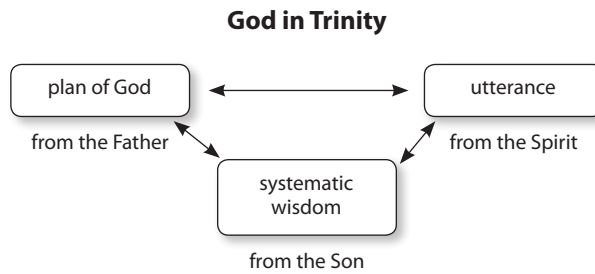 God in Trinity
plan of God
utterance
from the Father
from the Spirit
systematic
wisdom
from the Son